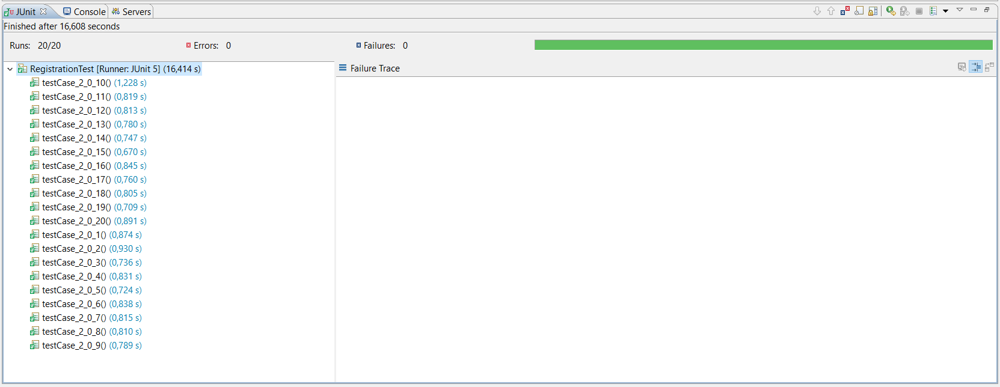 JUnit Console Servers
Finished after 16,608 seconds
Runs: 20/20 Errors: 0 Failures: 0
RegistrationTest [Runner: JUnit 5] (16,414 s)
testCase_2_0_10() (1,228 s)
testCase_2_0_11() (0,819 s)
testCase_2_0_12() (0,813 s)
testCase_2_0_13() (0,780 s)
testCase_2_0_14() (0,747 s)
testCase_2_0_15() (0,670 s)
testCase_2_0_16() (0,845 s)
testCase_2_0_17() (0,760 s)
testCase_2_0_18() (0,805 s)
testCase_2_0_19() (0,709 s)
testCase_2_0_20() (0,891 s)
testCase_2_0_1() (0,874 s)
testCase_2_0_2() (0,930 s)
testCase_2_0_3() (0,736 s)
testCase_2_0_4() (0,831 s)
testCase_2_0_5() (0,724 s)
testCase_2_0_6() (0,838 s)
testCase_2_0_7() (0,815 s)
testCase_2_0_8() (0,810 s)
testCase_2_0_9() (0,789 s)
Failure Trace